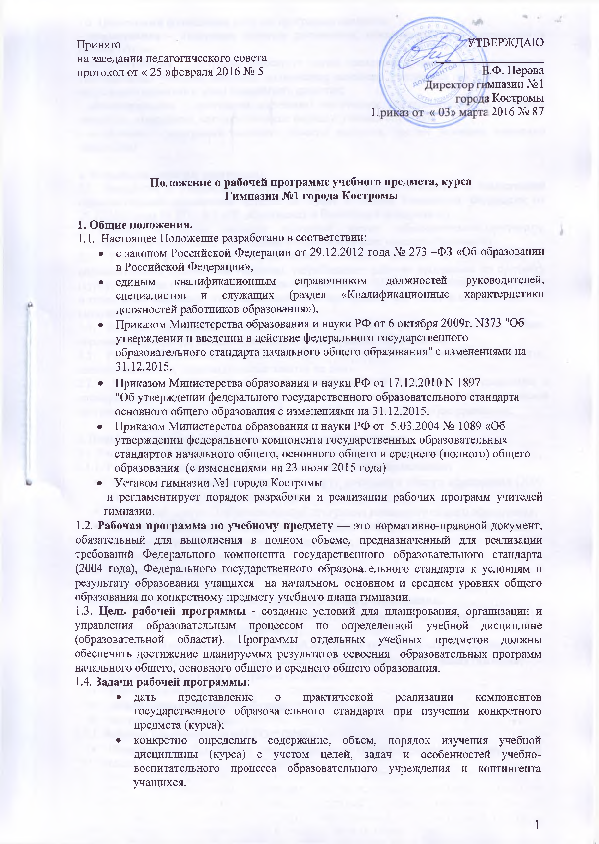 Принято
на заседании педагогического совета
протокол от « 25 »февраля 2016 № 5
УТВЕРЖДАЮ
Директор гимназии №1
города Костромы
приказ от « 03» марта 2016 № 87
Положение о рабочей программе учебного предмета, курса
Гимназии №1 города Костромы
1. Общие положения.
1.1. Настоящее Положение разработано в соответствии:
• с законом Российской Федерации от 29.12.2012 года № 273 –ФЗ «Об образовании
в Российской Федерации»,
• единым квалификационным справочником должностей руководителей,
специалистов и служащих (раздел «Квалификационные характеристики
должностей работников образования»),
• Приказом Министерства образования и науки РФ от 6 октября 2009г. N373 "Об
утверждении и введении в действие федерального государственного
образовательного стандарта начального общего образования" с изменениями на
31.12.2015.
• Приказом Министерства образования и науки РФ от 17.12.2010 N 1897
"Об утверждении федерального государственного образовательного стандарта
основного общего образования с изменениями на 31.12.2015.
• Приказом Министерства образования и науки РФ от 5.03.2004 № 1089 «Об
утверждении федерального компонента государственных образовательных
стандартов начального общего, основного общего и среднего (полного) общего
образования (с изменениями на 23 июня 2015 года)
• Уставом гимназии №1 города Костромы
и регламентирует порядок разработки и реализации рабочих программ учителей
гимназии.
1.2. Рабочая программа по учебному предмету — это нормативно-правовой документ,
обязательный для выполнения в полном объеме, предназначенный для реализации
требований Федерального компонента государственного образовательного стандарта
(2004 года), Федерального государственного образовательного стандарта к условиям и
результату образования учащихся на начальном, основном и среднем уровнях общего
образования по конкретному предмету учебного плана гимназии.
1.3. Цель рабочей программы - создание условий для планирования, организации и
управления образовательным процессом по определенной учебной дисциплине
(образовательной области). Программы отдельных учебных предметов должны
обеспечить достижение планируемых результатов освоения образовательных программ
начального общего, основного общего и среднего общего образования.
1.4. Задачи рабочей программы:
• дать представление о практической реализации компонентов
государственного образовательного стандарта при изучении конкретного
предмета (курса);
• конкретно определить содержание, объем, порядок изучения учебной
дисциплины (курса) с учетом целей, задач и особенностей учебно-
воспитательного процесса образовательного учреждения и контингента
учащихся.
1